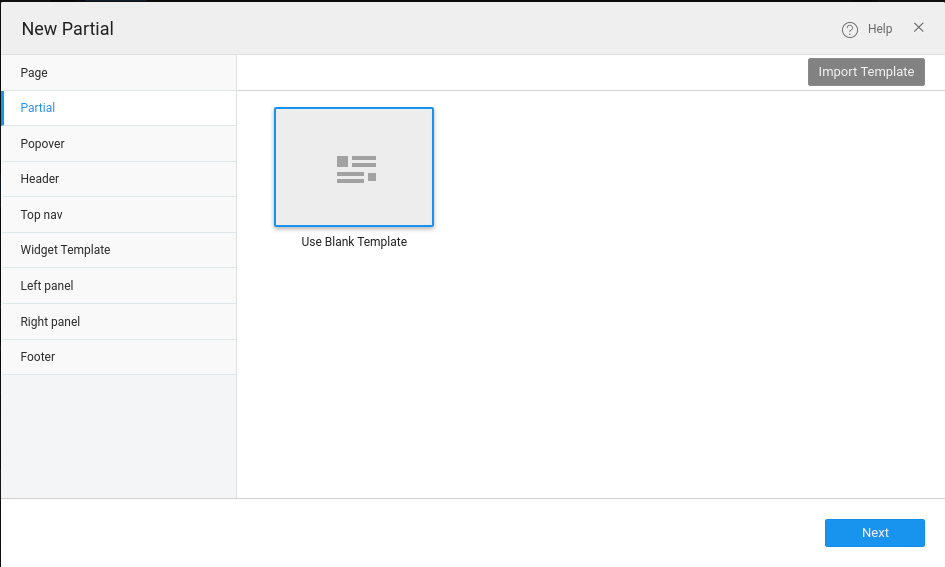 New Partial
Help
Page
Import Template
Partial
Popover
Header
Top nav
Widget Template
Left panel
Right panel
Footer
Use Blank Template
Next